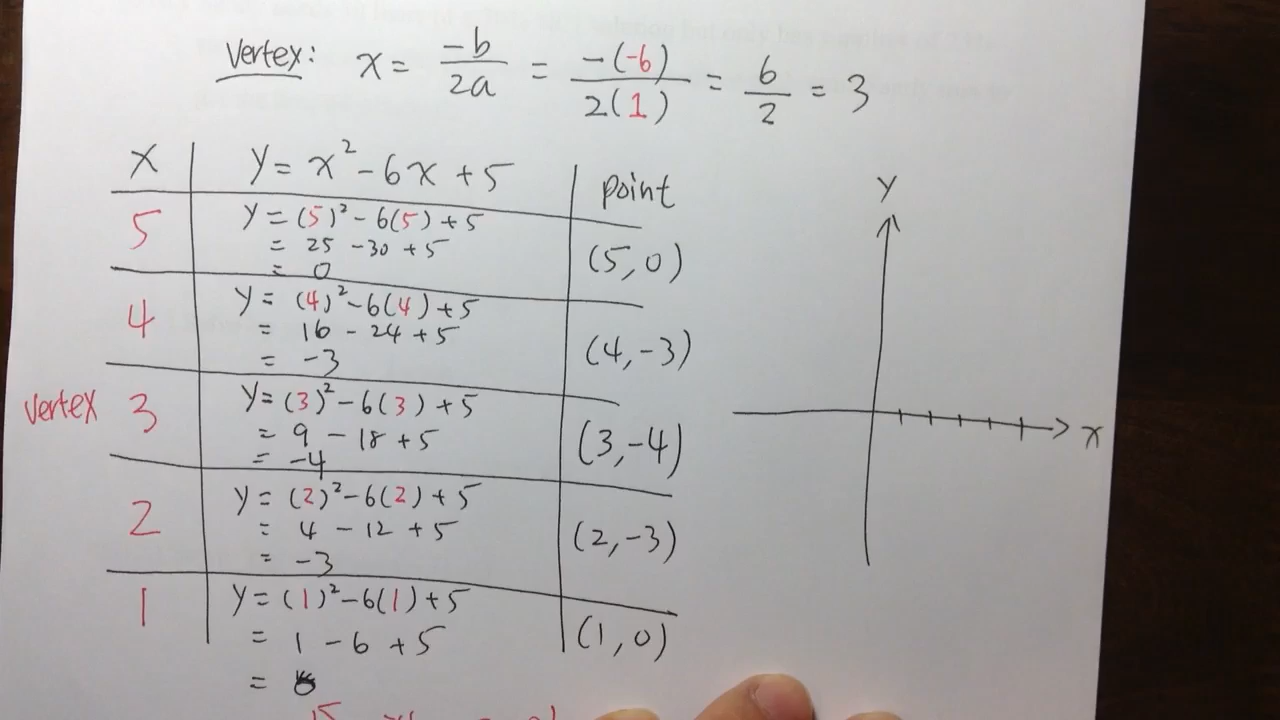 Vertex: x = -b/2a = -(-6)/2(1) = 6/2 = 3
x y = x² - 6x + 5 point
5 y = (5)² - 6(5) + 5 (5, 0)
= 25 - 30 + 5
= 0
4 y = (4)² - 6(4) + 5 (4, -3)
= 16 - 24 + 5
= -3
vertex 3 y = (3)² - 6(3) + 5 (3, -4)
= 9 - 18 + 5
= -4
2 y = (2)² - 6(2) + 5 (2, -3)
= 4 - 12 + 5
= -3
1 y = (1)² - 6(1) + 5 (1, 0)
= 1 - 6 + 5
=
Y
x